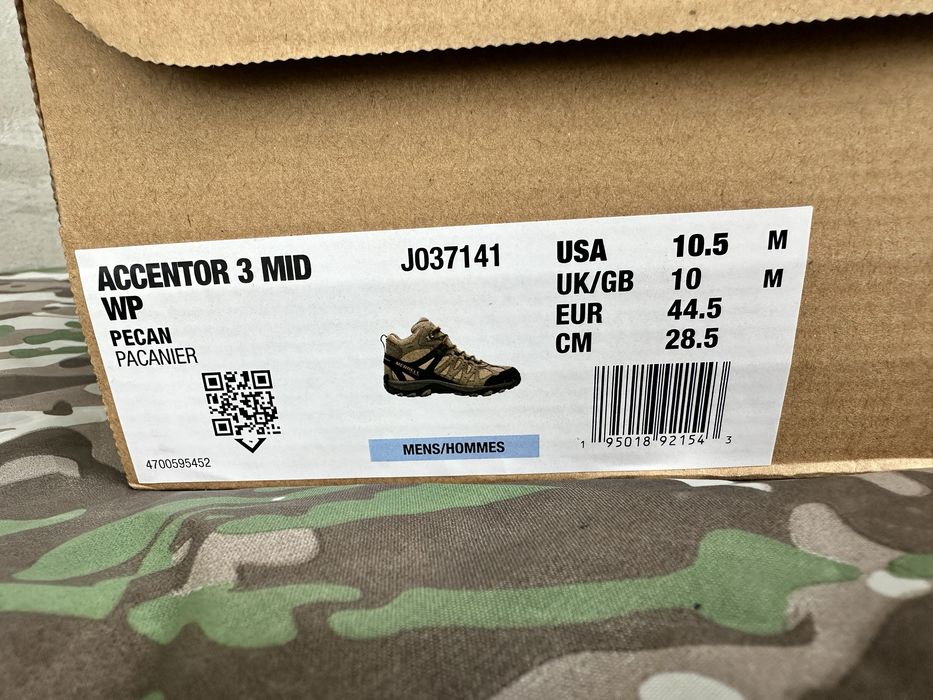 ACCENTOR 3 MID
WP
PECAN
PACANIER
4700595452
J037141
MERRELL
MENS/HOMMES
USA 10.5 M
UK/GB 10 M
EUR 44.5
CM 28.5
1 95018 92154 3